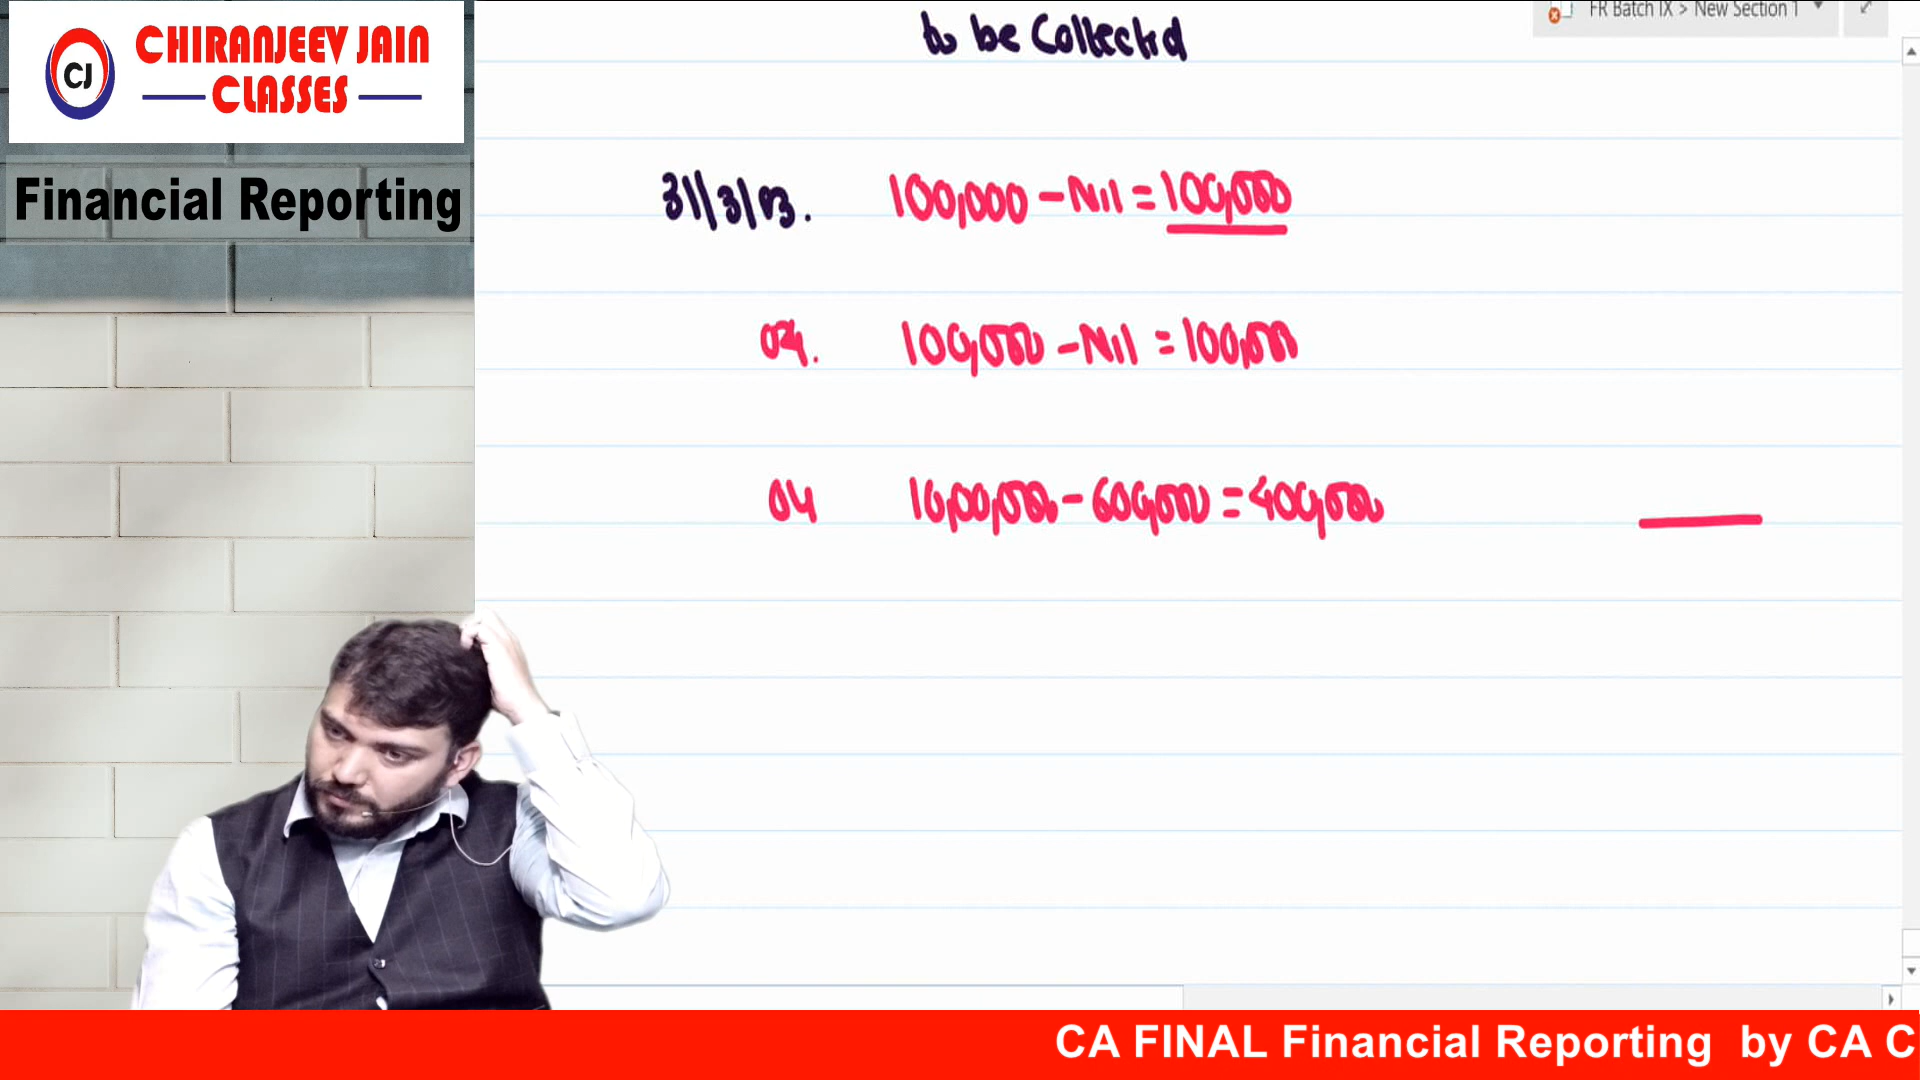 CHIRANJEEV JAIN
CLASSES
CJ
Financial Reporting
FR Batch IX > New Section 1
to be Collected
31/3/03. 100,000 - Nil = 100,000
04. 100,000 - Nil = 100,000
04 10,00,000 - 600,000 = 400,000
CA FINAL Financial Reporting by CA C